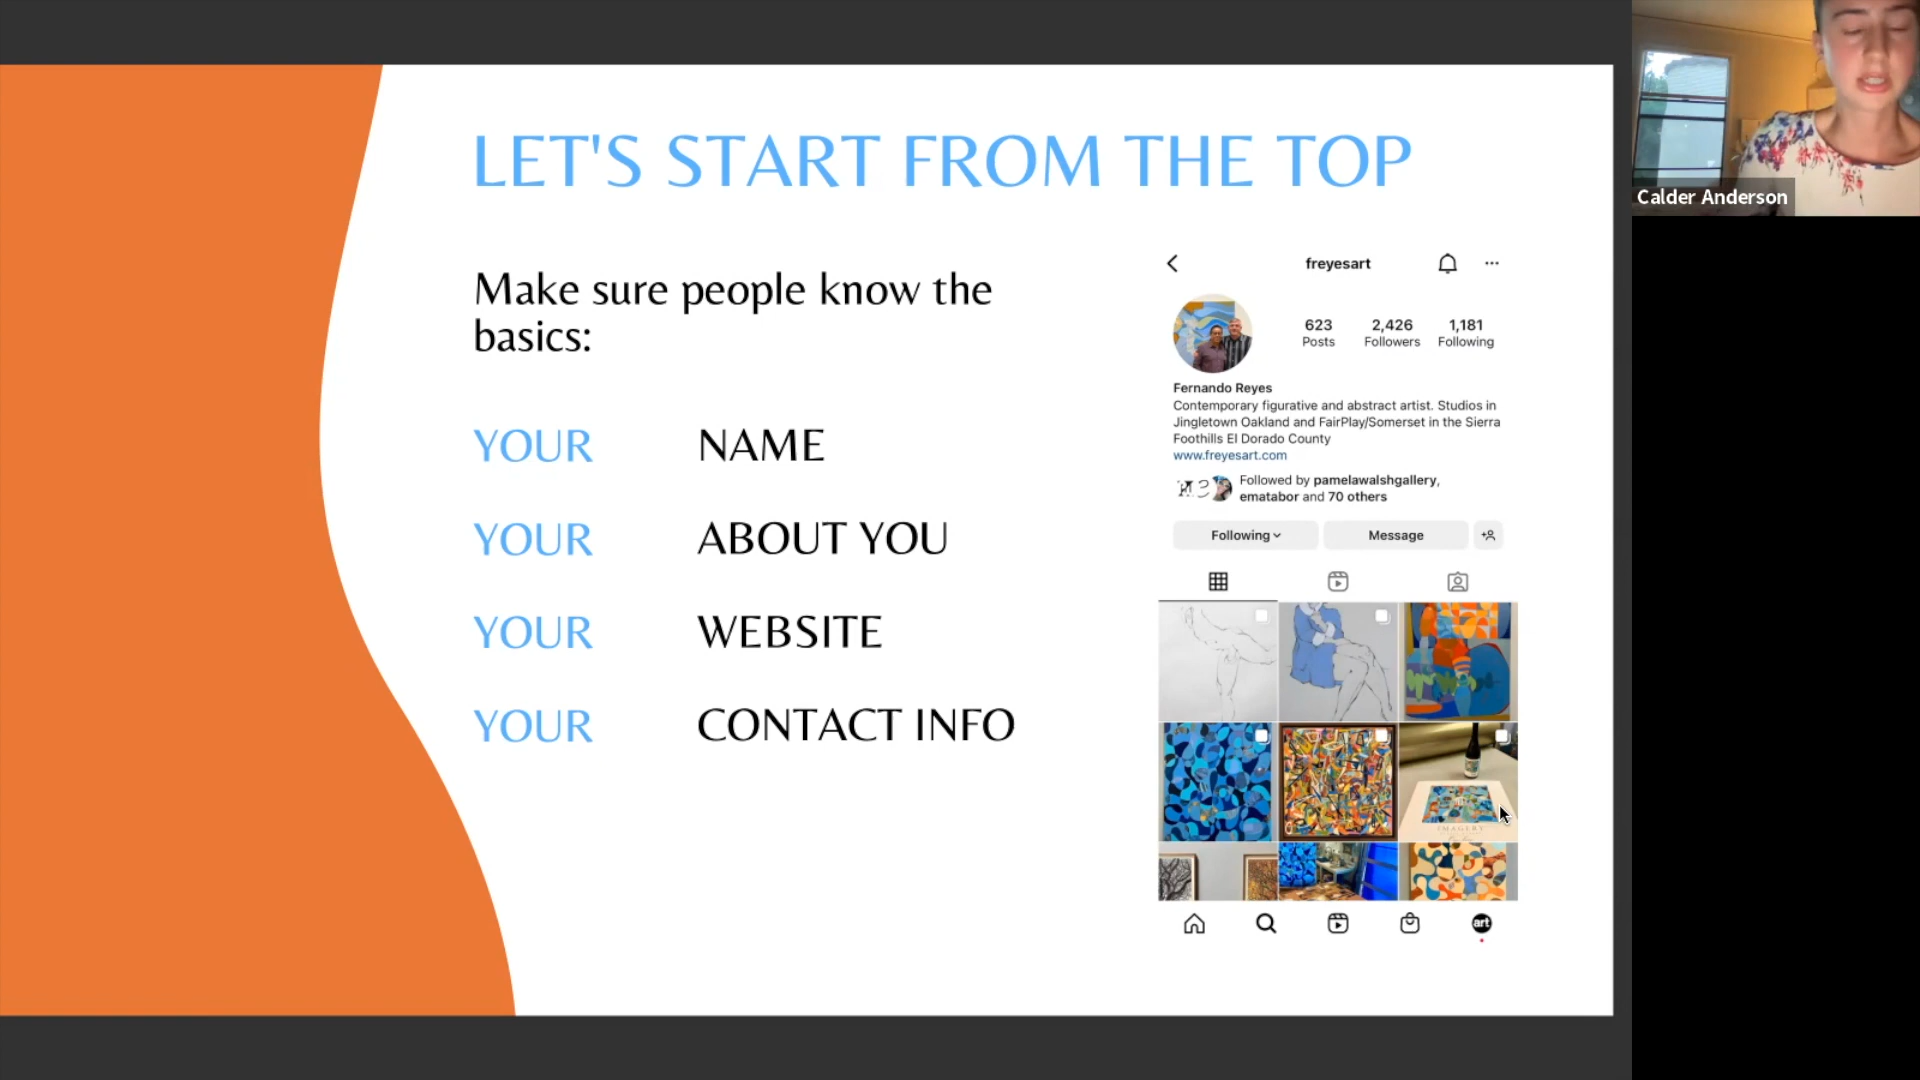 LET'S START FROM THE TOP
Make sure people know the
basics:
YOUR NAME
YOUR ABOUT YOU
YOUR WEBSITE
YOUR CONTACT INFO
freyesart
623 2,426 1,181
Posts Followers Following
Fernando Reyes
Contemporary figurative and abstract artist. Studios in
Jingletown Oakland and FairPlay/Somerset in the Sierra
Foothills El Dorado County
www.freyesart.com
Followed by pamelawalshgallery,
ematabor and 70 others
Following Message
IMAGERY
art
Calder Anderson